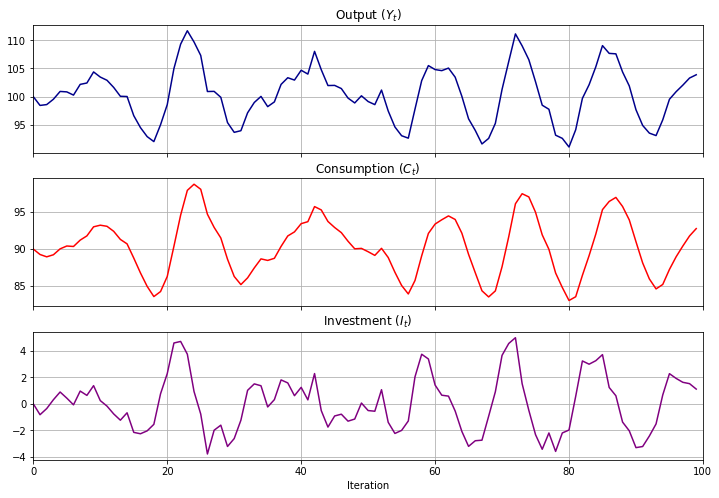 Output (Y_t)
110
105
100
95
Consumption (C_t)
95
90
85
Investment (I_t)
4
2
0
−2
−4
0 20 40 60 80 100
Iteration